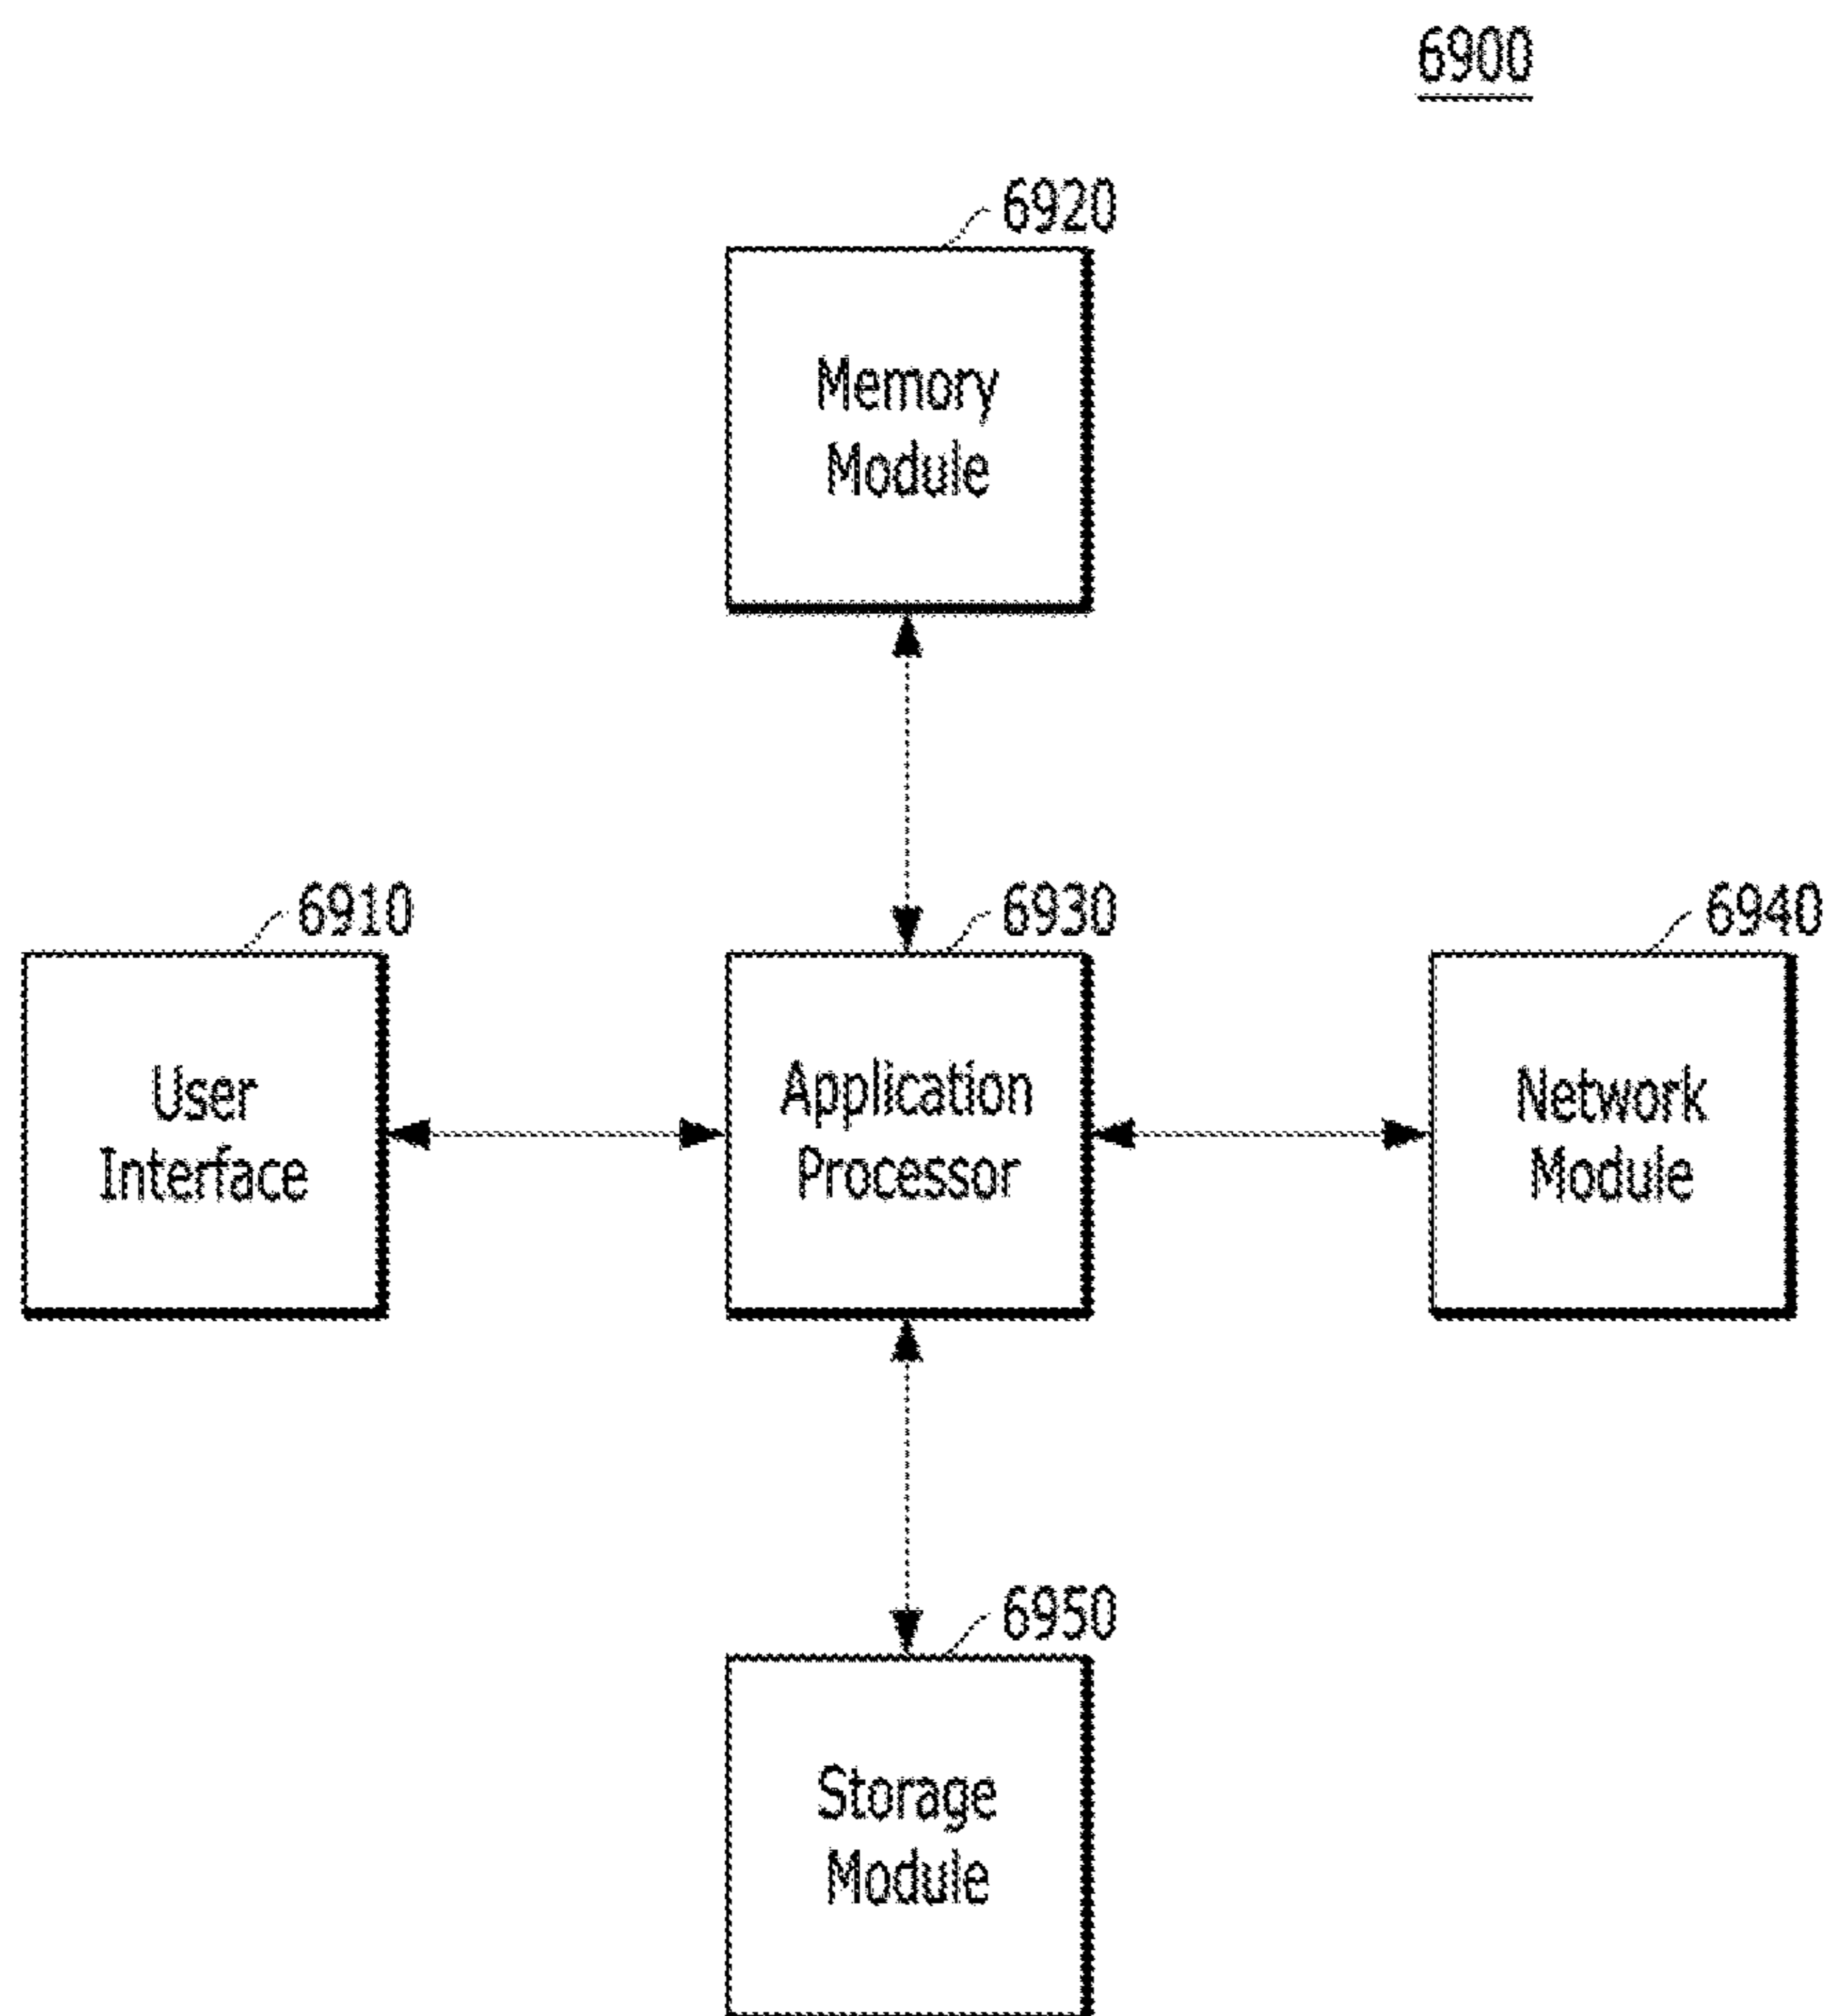 6900
6920
Memory
Module
6910
6930
6940
User
Interface
Application
Processor
Network
Module
6950
Storage
Module